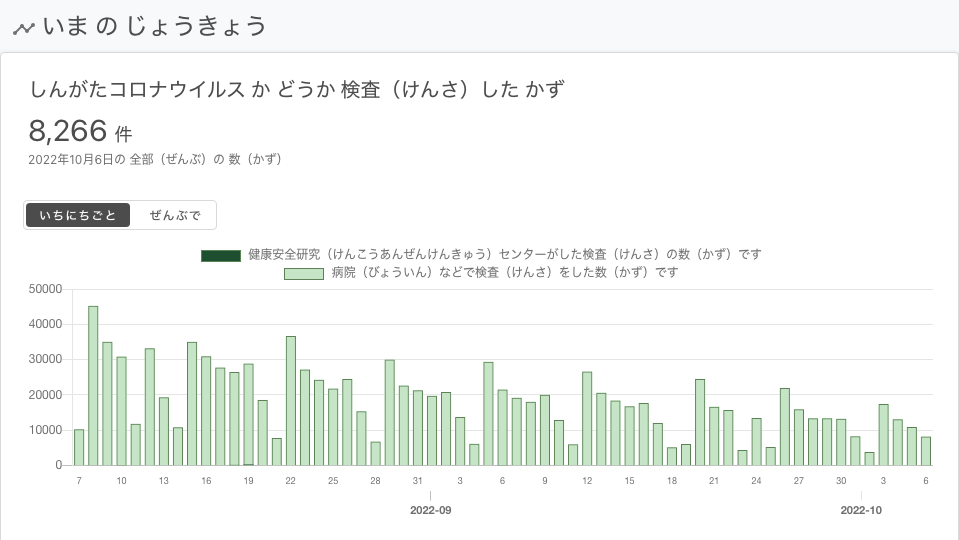 いま の じょうきょう
しんがたコロナウイルス か どうか 検査（けんさ）した かず
8,266 件
2022年10月6日の 全部（ぜんぶ）の 数（かず）
いちにちごと ぜんぶで
健康安全研究（けんこうあんぜんけんきゅう）センターがした検査（けんさ）の数（かず）です
病院（びょういん）などで検査（けんさ）をした数（かず）です
50000
40000
30000
20000
10000
0
7 10 13 16 19 22 25 28 31 3 6 9 12 15 18 21 24 27 30 3 6
2022-09 2022-10